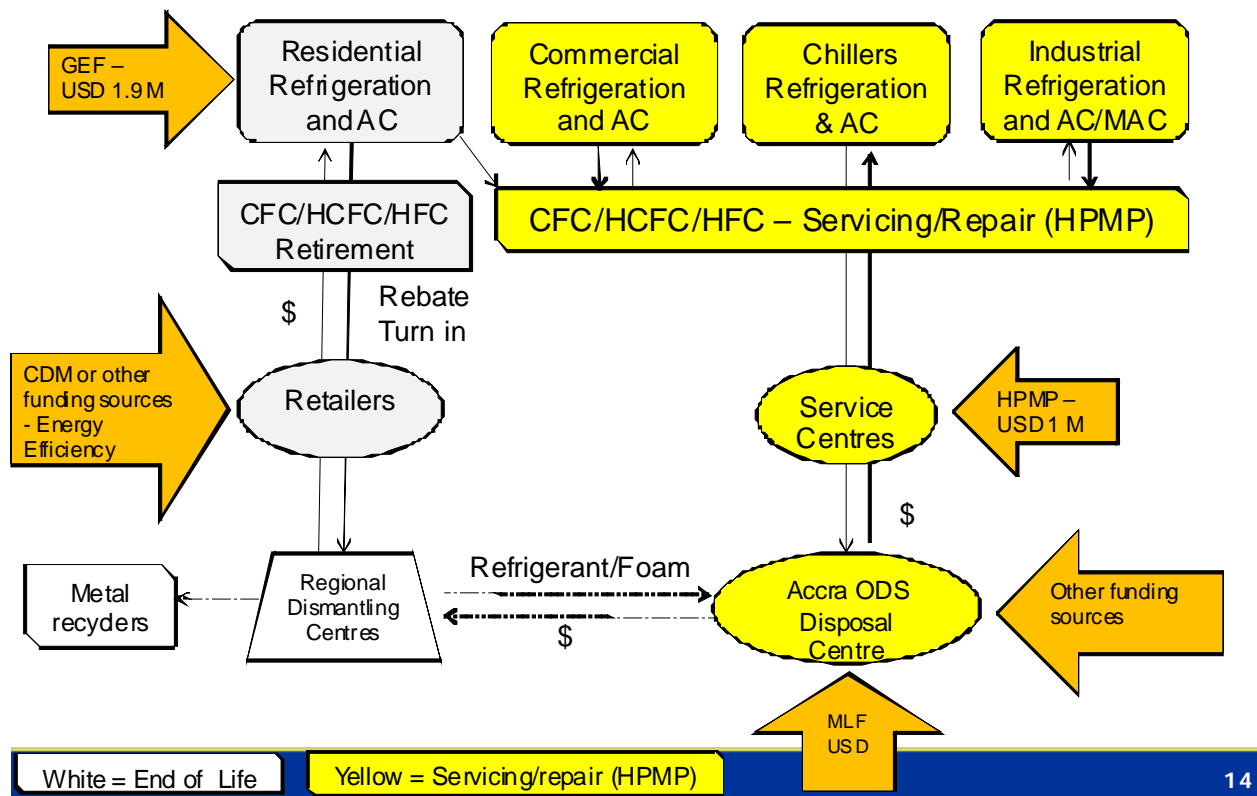 GEF –
USD 1.9 M
Residential
Refrigeration
and AC
Commercial
Refrigeration
and AC
Chillers
Refrigeration
& AC
Industrial
Refrigeration
and AC/MAC
CFC/HCFC/HFC
Retirement
CFC/HCFC/HFC – Servicing/Repair (HPMP)
$
Rebate
Turn in
CDM or other
funding sources
- Energy
Efficiency
Retailers
Service
Centres
HPMP –
USD 1 M
$
Metal
recyders
Regional
Dismantling
Centres
Refrigerant/Foam
$
Accra ODS
Disposal
Centre
Other funding
sources
MLF
USD
White = End of Life
Yellow = Servicing/repair (HPMP)
14